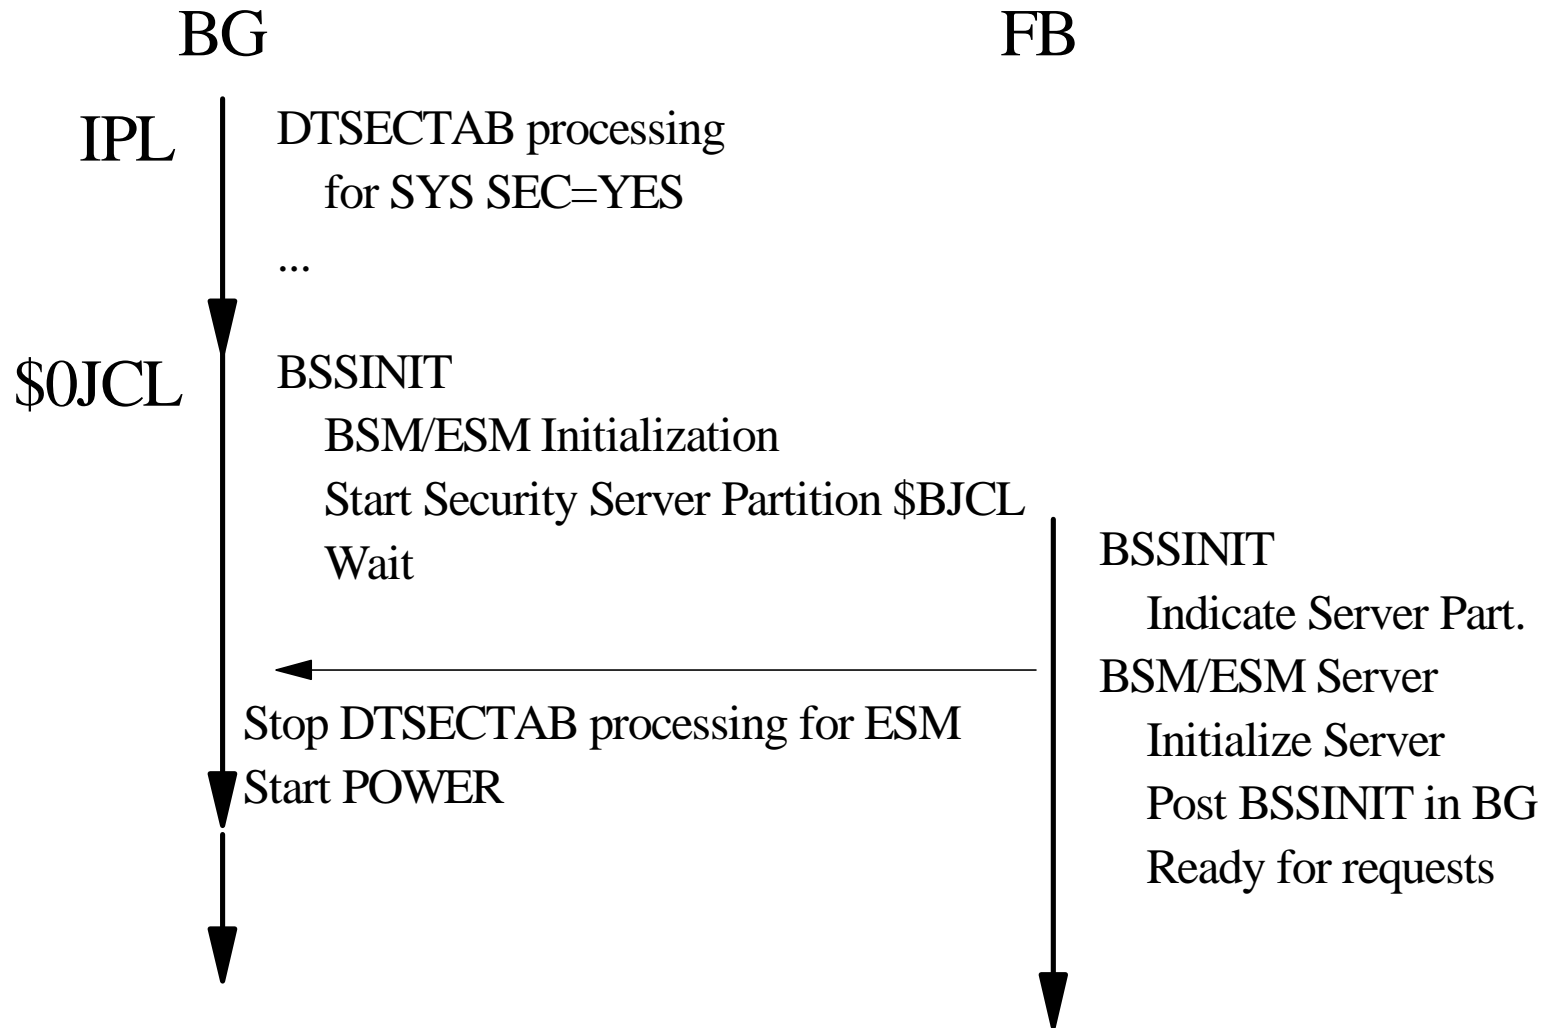 BG
FB
IPL
DTSECTAB processing
for SYS SEC=YES
...
$0JCL
BSSINIT
BSM/ESM Initialization
Start Security Server Partition $BJCL
Wait
BSSINIT
Indicate Server Part.
BSM/ESM Server
Initialize Server
Post BSSINIT in BG
Ready for requests
Stop DTSECTAB processing for ESM
Start POWER